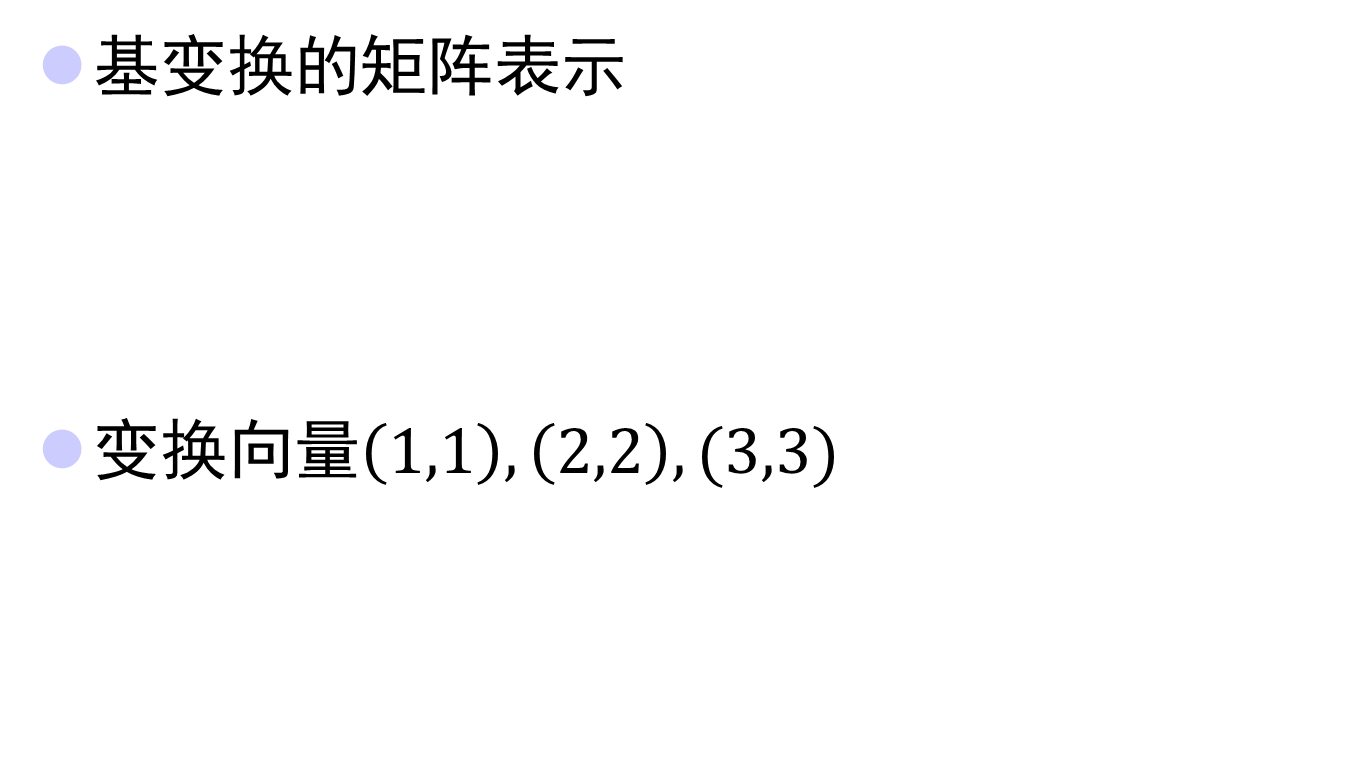 基变换的矩阵表示
变换向量(1,1), (2,2), (3,3)